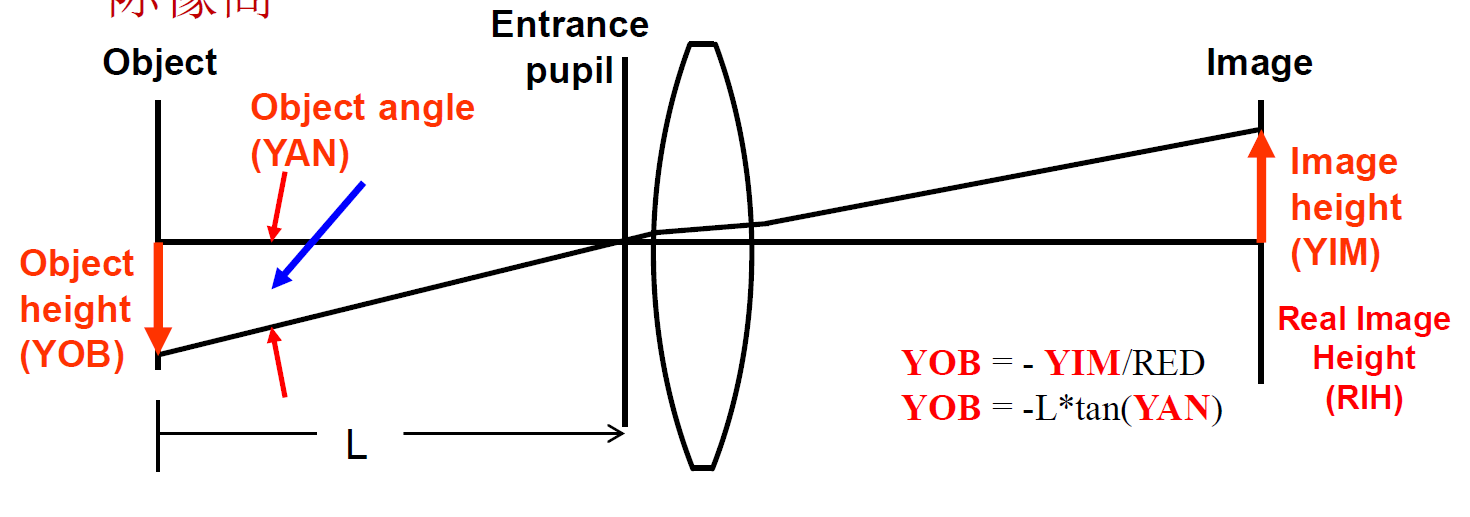 Object
Entrance
pupil
Image
Object angle
(YAN)
Object
height
(YOB)
Image
height
(YIM)
Real Image
Height
(RIH)
YOB = - YIM/RED
YOB = -L*tan(YAN)
L